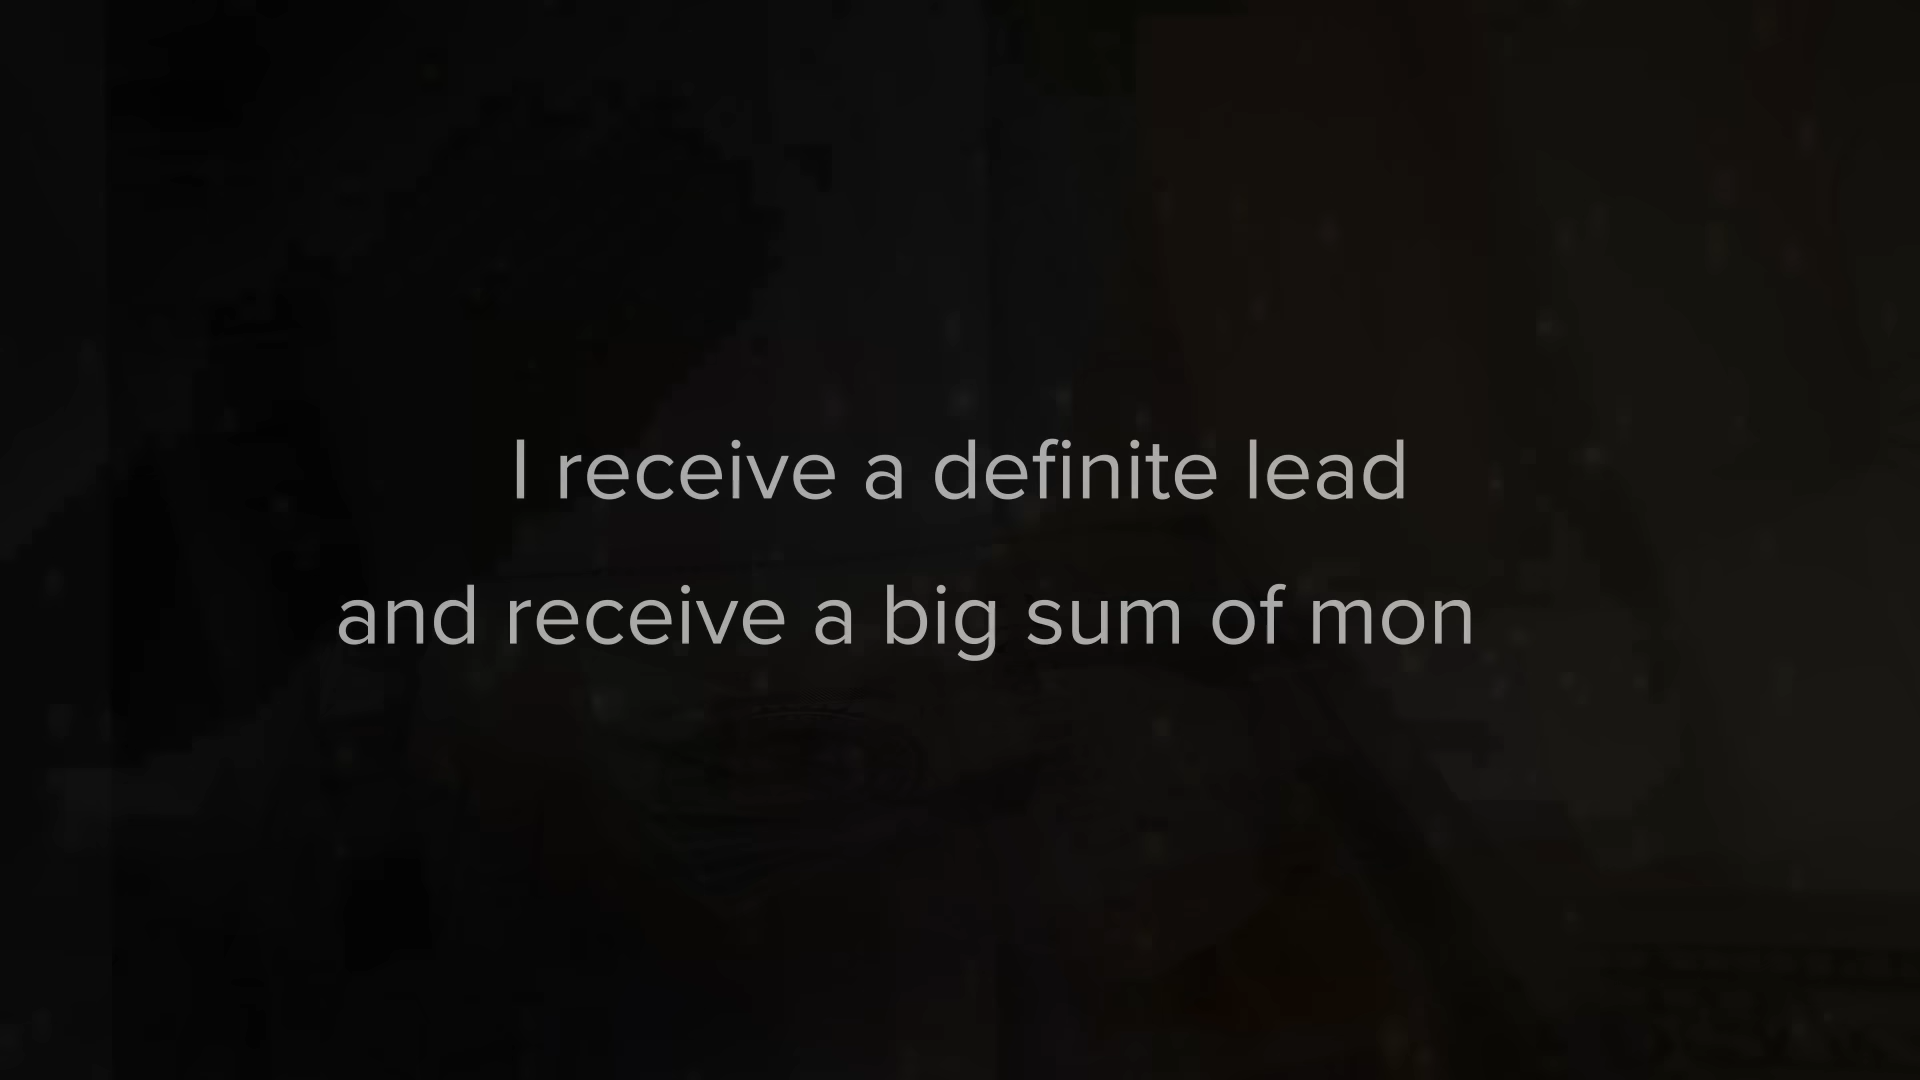 I receive a definite lead
and receive a big sum of mon